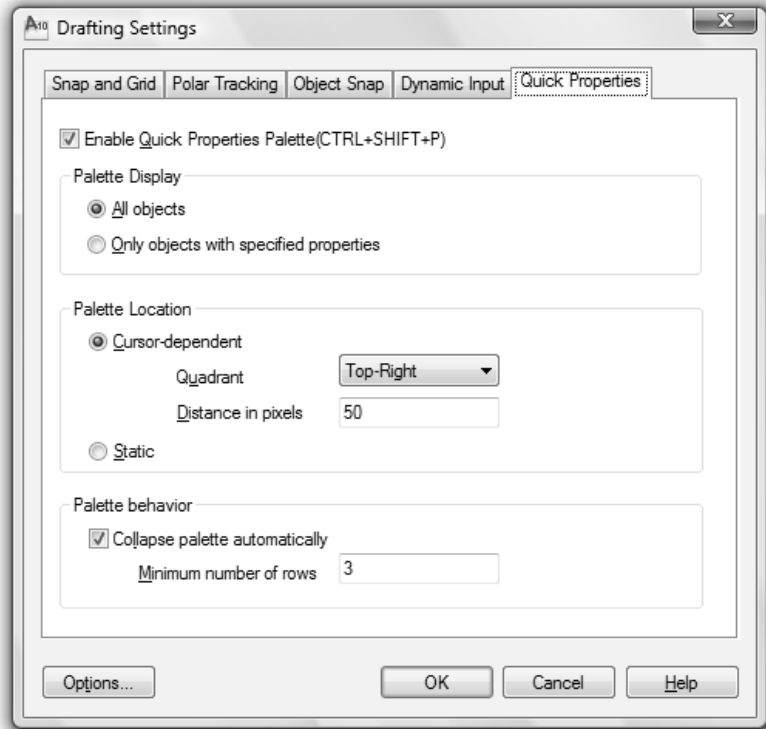 A10 Drafting Settings
Snap and Grid Polar Tracking Object Snap Dynamic Input Quick Properties
Enable Quick Properties Palette(CTRL+SHIFT+P)
Palette Display
All objects
Only objects with specified properties
Palette Location
Cursor-dependent
Quadrant Top-Right
Distance in pixels 50
Static
Palette behavior
Collapse palette automatically
Minimum number of rows 3
Options... OK Cancel Help